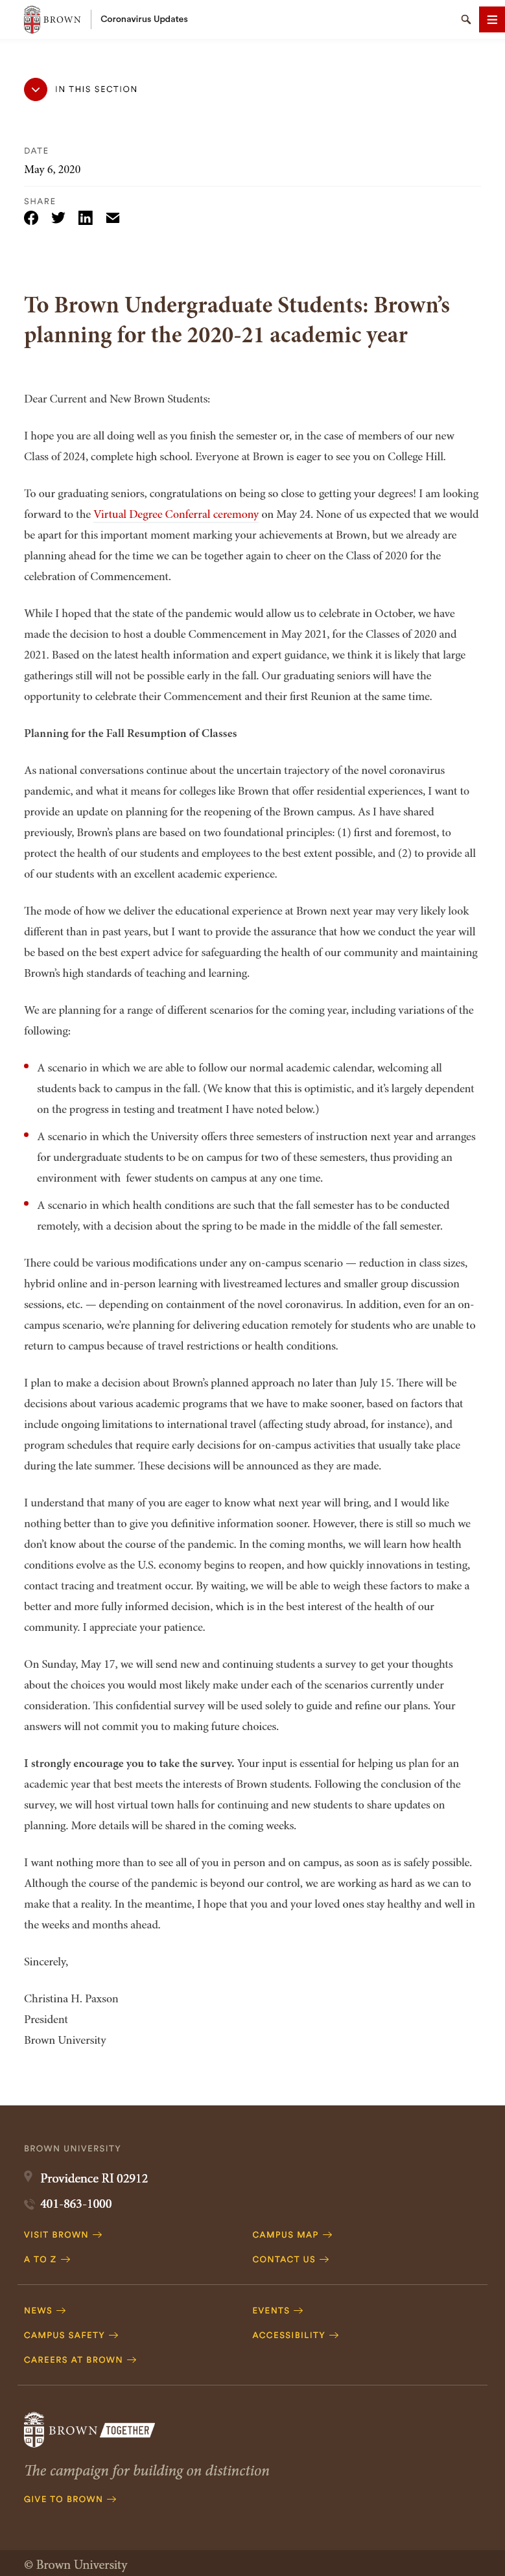 BROWN
Coronavirus Updates
IN THIS SECTION
DATE
May 6, 2020
SHARE
To Brown Undergraduate Students: Brown’s
planning for the 2020-21 academic year
Dear Current and New Brown Students:
I hope you are all doing well as you finish the semester or, in the case of members of our new
Class of 2024, complete high school. Everyone at Brown is eager to see you on College Hill.
To our graduating seniors, congratulations on being so close to getting your degrees! I am looking
forward to the Virtual Degree Conferral ceremony on May 24. None of us expected that we would
be apart for this important moment marking your achievements at Brown, but we already are
planning ahead for the time we can be together again to cheer on the Class of 2020 for the
celebration of Commencement.
While I hoped that the state of the pandemic would allow us to celebrate in October, we have
made the decision to host a double Commencement in May 2021, for the Classes of 2020 and
2021. Based on the latest health information and expert guidance, we think it is likely that large
gatherings still will not be possible early in the fall. Our graduating seniors will have the
opportunity to celebrate their Commencement and their first Reunion at the same time.
Planning for the Fall Resumption of Classes
As national conversations continue about the uncertain trajectory of the novel coronavirus
pandemic, and what it means for colleges like Brown that offer residential experiences, I want to
provide an update on planning for the reopening of the Brown campus. As I have shared
previously, Brown’s plans are based on two foundational principles: (1) first and foremost, to
protect the health of our students and employees to the best extent possible, and (2) to provide all
of our students with an excellent academic experience.
The mode of how we deliver the educational experience at Brown next year may very likely look
different than in past years, but I want to provide the assurance that how we conduct the year will
be based on the best expert advice for safeguarding the health of our community and maintaining
Brown’s high standards of teaching and learning.
We are planning for a range of different scenarios for the coming year, including variations of the
following:
A scenario in which we are able to follow our normal academic calendar, welcoming all
students back to campus in the fall. (We know that this is optimistic, and it’s largely dependent
on the progress in testing and treatment I have noted below.)
A scenario in which the University offers three semesters of instruction next year and arranges
for undergraduate students to be on campus for two of these semesters, thus providing an
environment with fewer students on campus at any one time.
A scenario in which health conditions are such that the fall semester has to be conducted
remotely, with a decision about the spring to be made in the middle of the fall semester.
There could be various modifications under any on-campus scenario — reduction in class sizes,
hybrid online and in-person learning with livestreamed lectures and smaller group discussion
sessions, etc. — depending on containment of the novel coronavirus. In addition, even for an on-
campus scenario, we’re planning for delivering education remotely for students who are unable to
return to campus because of travel restrictions or health conditions.
I plan to make a decision about Brown’s planned approach no later than July 15. There will be
decisions about various academic programs that we have to make sooner, based on factors that
include ongoing limitations to international travel (affecting study abroad, for instance), and
program schedules that require early decisions for on-campus activities that usually take place
during the late summer. These decisions will be announced as they are made.
I understand that many of you are eager to know what next year will bring, and I would like
nothing better than to give you definitive information sooner. However, there is still so much we
don’t know about the course of the pandemic. In the coming months, we will learn how health
conditions evolve as the U.S. economy begins to reopen, and how quickly innovations in testing,
contact tracing and treatment occur. By waiting, we will be able to weigh these factors to make a
better and more fully informed decision, which is in the best interest of the health of our
community. I appreciate your patience.
On Sunday, May 17, we will send new and continuing students a survey to get your thoughts
about the choices you would most likely make under each of the scenarios currently under
consideration. This confidential survey will be used solely to guide and refine our plans. Your
answers will not commit you to making future choices.
I strongly encourage you to take the survey. Your input is essential for helping us plan for an
academic year that best meets the interests of Brown students. Following the conclusion of the
survey, we will host virtual town halls for continuing and new students to share updates on
planning. More details will be shared in the coming weeks.
I want nothing more than to see all of you in person and on campus, as soon as is safely possible.
Although the course of the pandemic is beyond our control, we are working as hard as we can to
make that a reality. In the meantime, I hope that you and your loved ones stay healthy and well in
the weeks and months ahead.
Sincerely,
Christina H. Paxson
President
Brown University
BROWN UNIVERSITY
Providence RI 02912
401-863-1000
VISIT BROWN
CAMPUS MAP
A TO Z
CONTACT US
NEWS
EVENTS
CAMPUS SAFETY
ACCESSIBILITY
CAREERS AT BROWN
BROWN TOGETHER
The campaign for building on distinction
GIVE TO BROWN
© Brown University